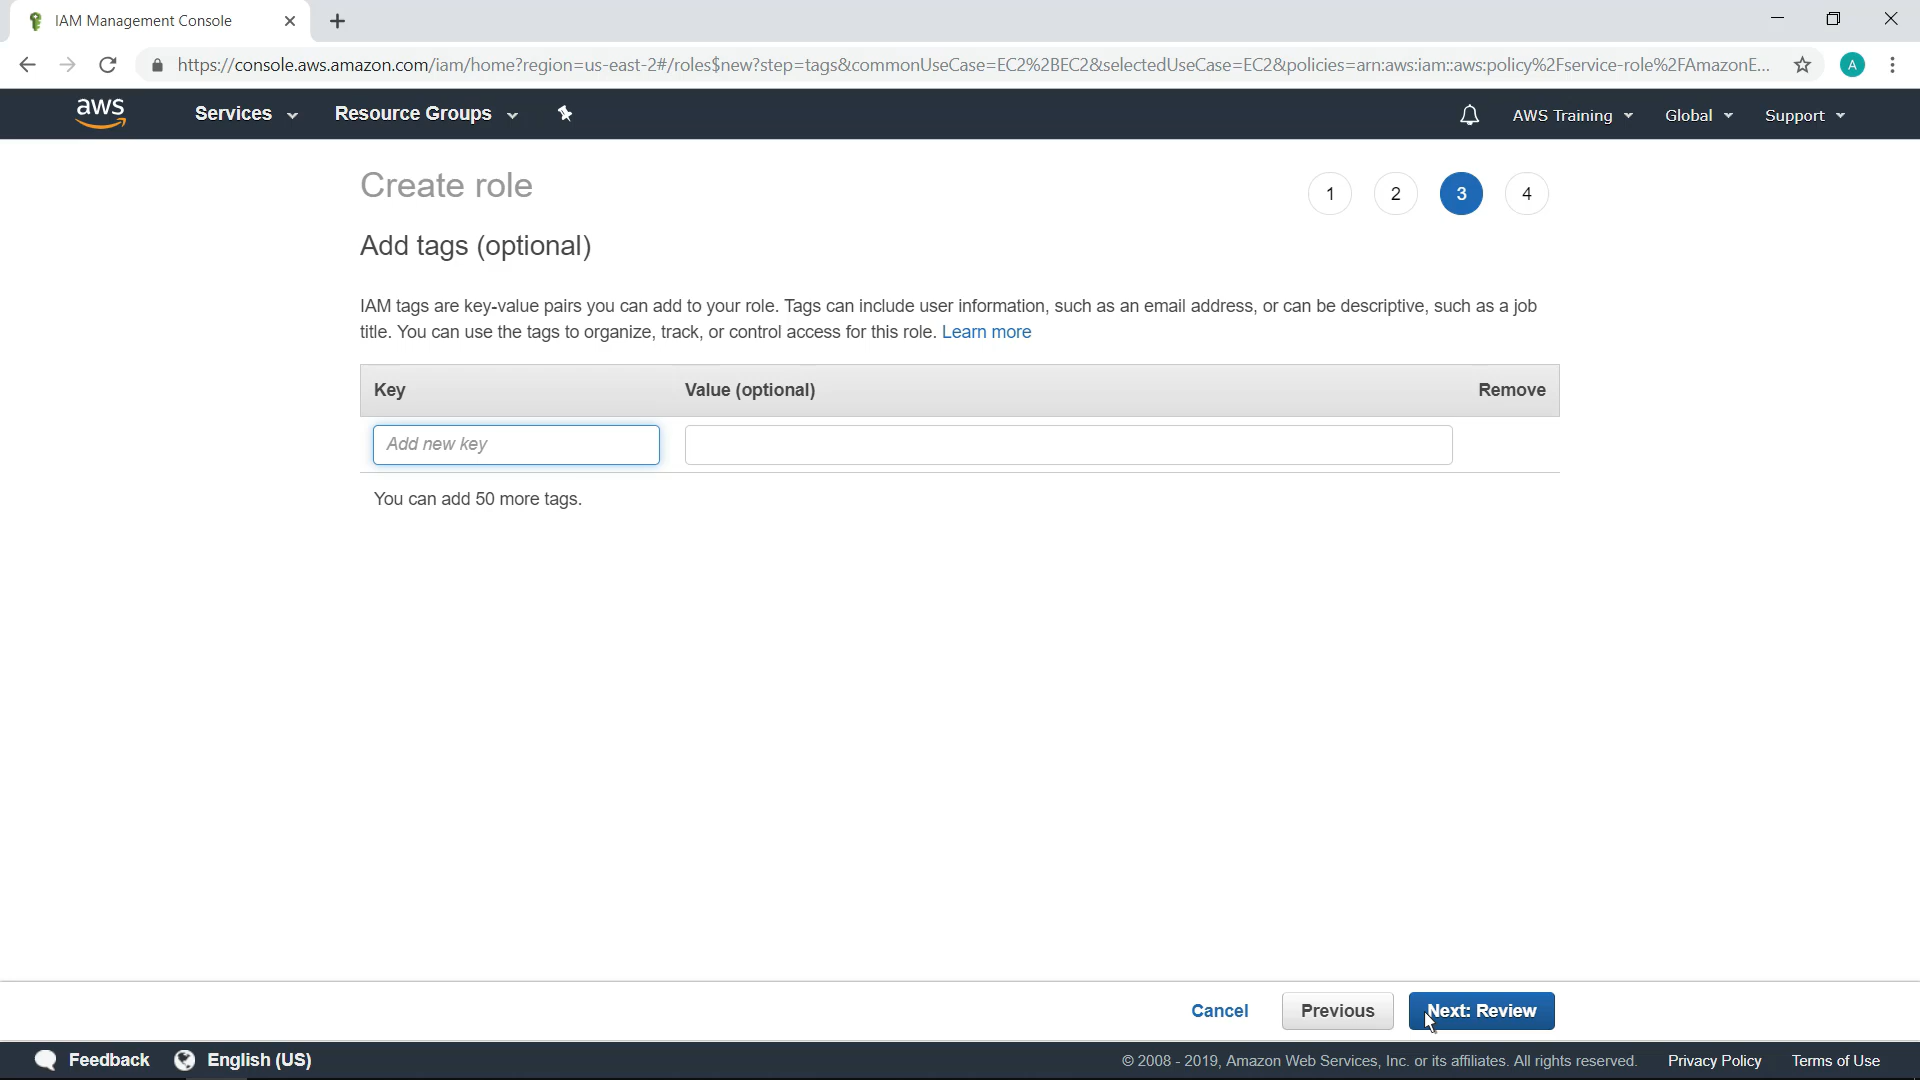 IAM Management Console
https://console.aws.amazon.com/iam/home?region=us-east-2#/roles$new?step=tags&commonUseCase=EC2%2BEC2&selectedUseCase=EC2&policies=arn:aws:iam::aws:policy%2Fservice-role%2FAmazonE...
A
aws
Services
Resource Groups
AWS Training
Global
Support
Create role
1
2
3
4
Add tags (optional)
IAM tags are key-value pairs you can add to your role. Tags can include user information, such as an email address, or can be descriptive, such as a job
title. You can use the tags to organize, track, or control access for this role. Learn more
Key
Value (optional)
Remove
Add new key
You can add 50 more tags.
Cancel
Previous
Next: Review
Feedback
English (US)
© 2008 - 2019, Amazon Web Services, Inc. or its affiliates. All rights reserved.
Privacy Policy
Terms of Use